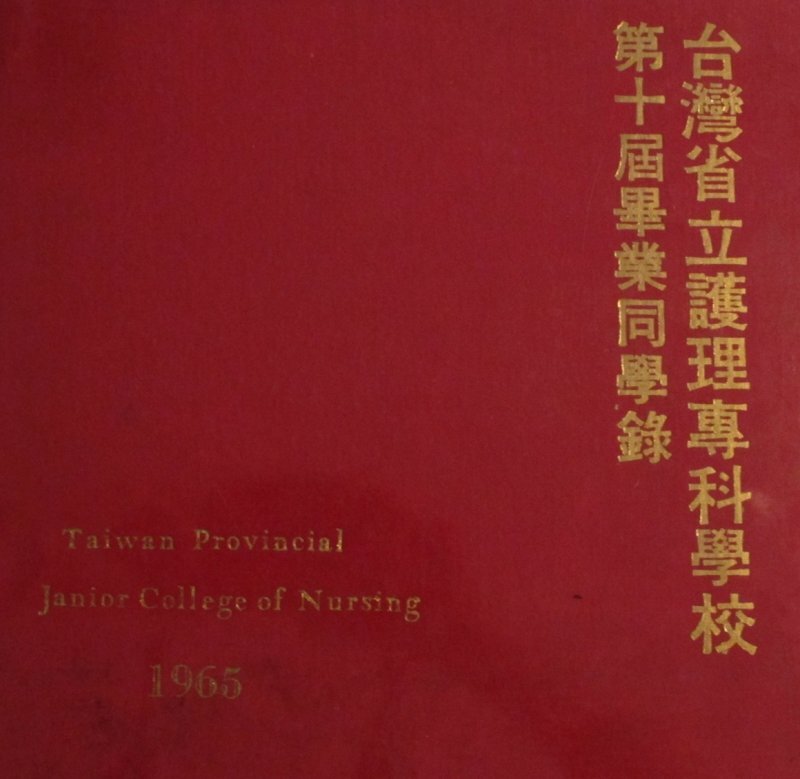 台灣省立護理專科學校
第十屆畢業同學錄
Taiwan Provincial
Janior College of Nursing
1965